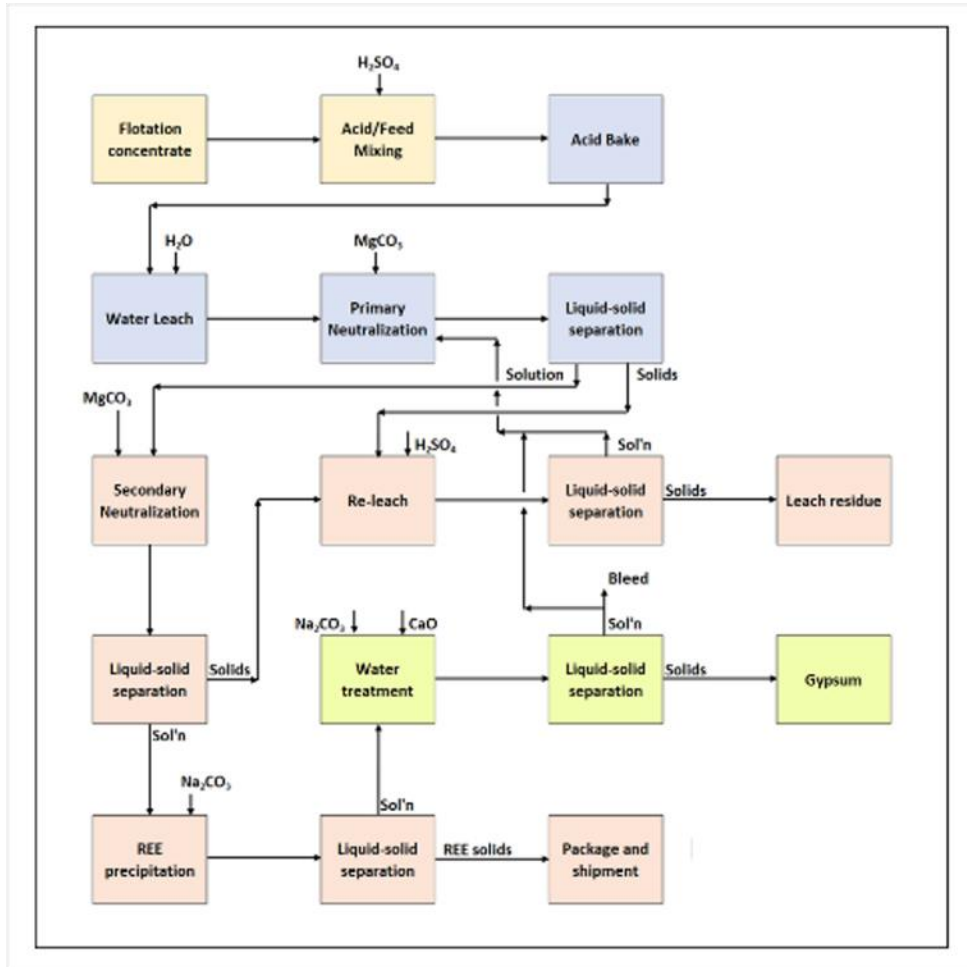 H₂SO₄
Flotation
concentrate
Acid/Feed
Mixing
Acid Bake
H₂O
MgCO₃
Water Leach
Primary
Neutralization
Liquid-solid
separation
Solution
Solids
MgCO₃
H₂SO₄
Sol'n
Secondary
Neutralization
Re-leach
Liquid-solid
separation
Solids
Leach residue
Bleed
Na₂CO₃
CaO
Sol'n
Liquid-solid
separation
Solids
Water
treatment
Liquid-solid
separation
Solids
Gypsum
Sol'n
Na₂CO₃
Sol'n
REE
precipitation
Liquid-solid
separation
REE solids
Package and
shipment